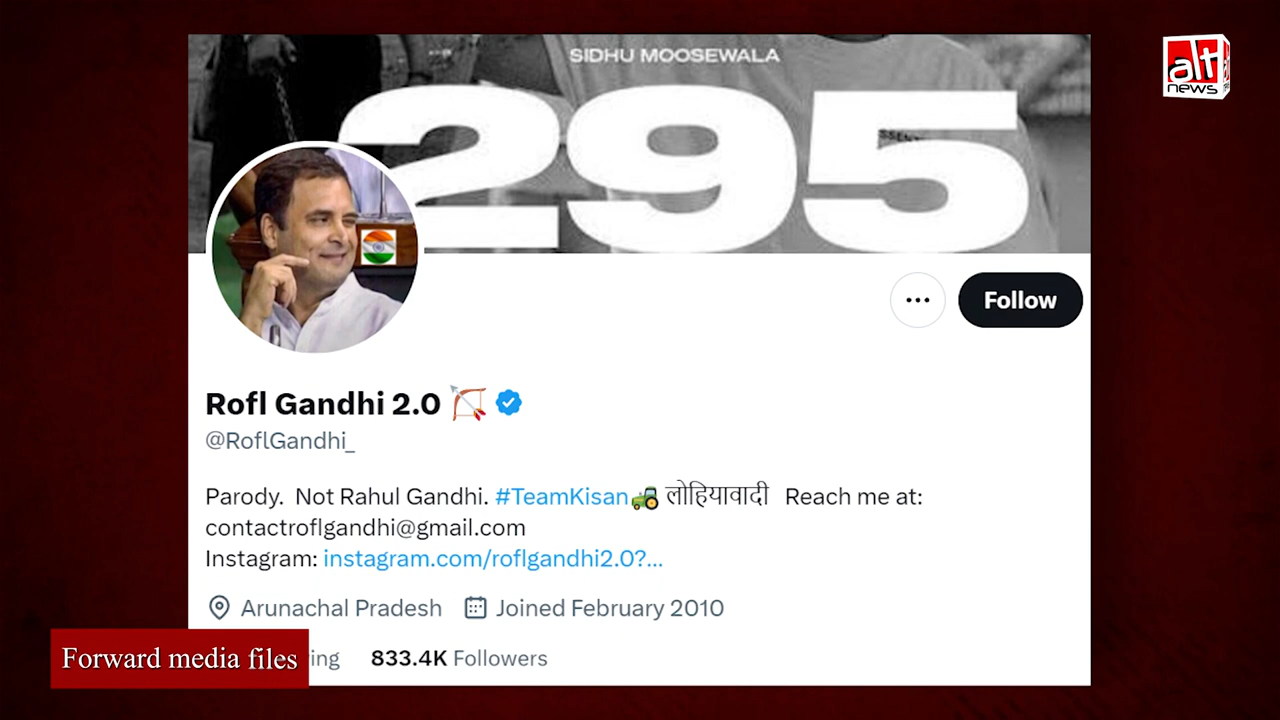 SIDHU MOOSEWALA
295
alt
news
Follow
Rofl Gandhi 2.0
@RoflGandhi_
Parody. Not Rahul Gandhi. #TeamKisan लोहियावादी Reach me at:
contactroflgandhi@gmail.com
Instagram: instagram.com/roflgandhi2.0?...
Arunachal Pradesh Joined February 2010
Forward media files
833.4K Followers